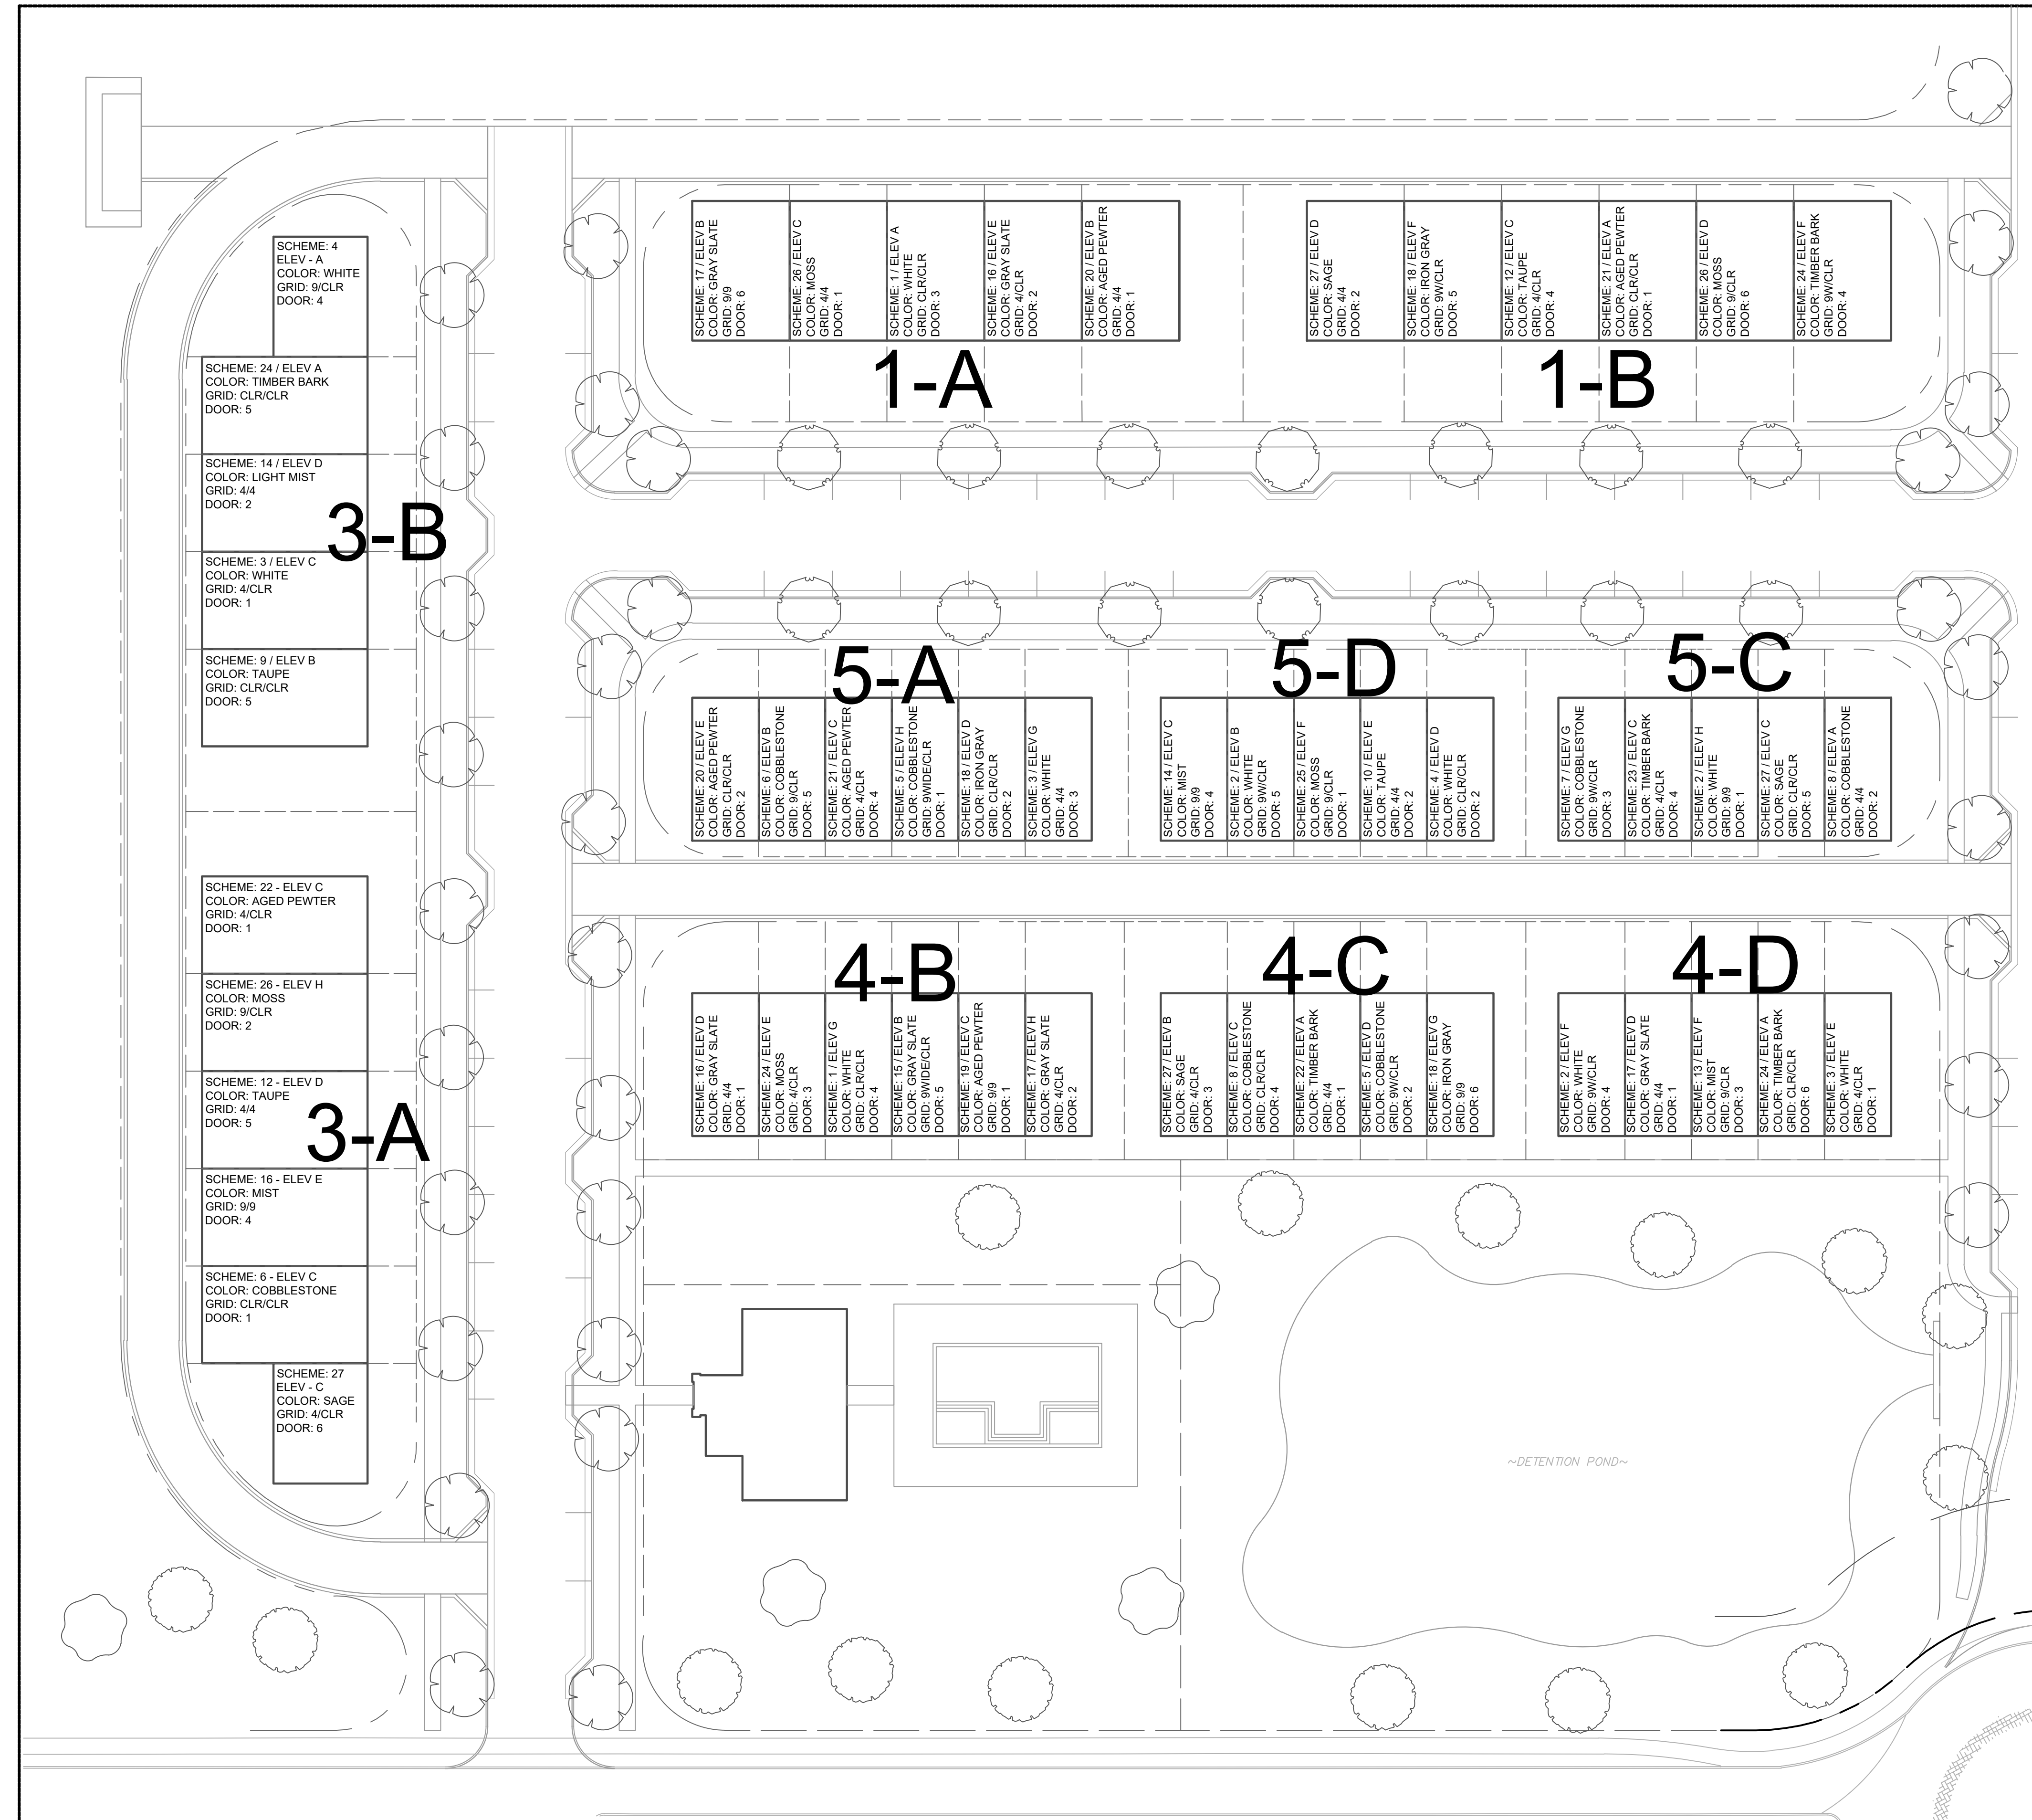 SCHEME: 17 / ELEV B
COLOR: GRAY SLATE
GRID: 9/9
DOOR: 6
SCHEME: 26 / ELEV C
COLOR: MOSS
GRID: 4/4
DOOR: 1
SCHEME: 1 / ELEV A
COLOR: WHITE
GRID: CLR/CLR
DOOR: 3
SCHEME: 16 / ELEV E
COLOR: GRAY SLATE
GRID: 4/CLR
DOOR: 2
SCHEME: 20 / ELEV B
COLOR: AGED PEWTER
GRID: 4/4
DOOR: 1
1-A
SCHEME: 27 / ELEV D
COLOR: SAGE
GRID: 4/4
DOOR: 2
SCHEME: 18 / ELEV F
COLOR: IRON GRAY
GRID: 9W/CLR
DOOR: 5
SCHEME: 12 / ELEV C
COLOR: TAUPE
GRID: 4/CLR
DOOR: 4
SCHEME: 21 / ELEV A
COLOR: AGED PEWTER
GRID: CLR/CLR
DOOR: 1
SCHEME: 26 / ELEV D
COLOR: MOSS
GRID: 9/CLR
DOOR: 6
SCHEME: 24 / ELEV F
COLOR: TIMBER BARK
GRID: 9W/CLR
DOOR: 4
1-B
SCHEME: 4
ELEV - A
COLOR: WHITE
GRID: 9/CLR
DOOR: 4
SCHEME: 24 / ELEV A
COLOR: TIMBER BARK
GRID: CLR/CLR
DOOR: 5
SCHEME: 14 / ELEV D
COLOR: LIGHT MIST
GRID: 4/4
DOOR: 2
3-B
SCHEME: 3 / ELEV C
COLOR: WHITE
GRID: 4/CLR
DOOR: 1
SCHEME: 9 / ELEV B
COLOR: TAUPE
GRID: CLR/CLR
DOOR: 5
5-A
SCHEME: 20 / ELEV E
COLOR: AGED PEWTER
GRID: CLR/CLR
DOOR: 2
SCHEME: 6 / ELEV B
COLOR: COBBLESTONE
GRID: 9/CLR
DOOR: 5
SCHEME: 21 / ELEV C
COLOR: AGED PEWTER
GRID: 4/CLR
DOOR: 4
SCHEME: 5 / ELEV H
COLOR: COBBLESTONE
GRID: 9WIDE/CLR
DOOR: 1
SCHEME: 18 / ELEV D
COLOR: IRON GRAY
GRID: CLR/CLR
DOOR: 2
SCHEME: 3 / ELEV G
COLOR: WHITE
GRID: 4/4
DOOR: 3
5-D
SCHEME: 14 / ELEV C
COLOR: MIST
GRID: 9/9
DOOR: 4
SCHEME: 2 / ELEV B
COLOR: WHITE
GRID: 9W/CLR
DOOR: 5
SCHEME: 25 / ELEV F
COLOR: MOSS
GRID: 9/CLR
DOOR: 1
SCHEME: 10 / ELEV E
COLOR: TAUPE
GRID: 4/4
DOOR: 2
SCHEME: 4 / ELEV D
COLOR: WHITE
GRID: CLR/CLR
DOOR: 2
5-C
SCHEME: 7 / ELEV G
COLOR: COBBLESTONE
GRID: 9W/CLR
DOOR: 3
SCHEME: 23 / ELEV C
COLOR: TIMBER BARK
GRID: 4/CLR
DOOR: 4
SCHEME: 2 / ELEV H
COLOR: WHITE
GRID: 9/9
DOOR: 1
SCHEME: 27 / ELEV C
COLOR: SAGE
GRID: CLR/CLR
DOOR: 5
SCHEME: 8 / ELEV A
COLOR: COBBLESTONE
GRID: 4/4
DOOR: 2
SCHEME: 22 - ELEV C
COLOR: AGED PEWTER
GRID: 4/CLR
DOOR: 1
SCHEME: 26 - ELEV H
COLOR: MOSS
GRID: 9/CLR
DOOR: 2
SCHEME: 12 - ELEV D
COLOR: TAUPE
GRID: 4/4
DOOR: 5
3-A
SCHEME: 16 - ELEV E
COLOR: MIST
GRID: 9/9
DOOR: 4
SCHEME: 6 - ELEV C
COLOR: COBBLESTONE
GRID: CLR/CLR
DOOR: 1
SCHEME: 27
ELEV - C
COLOR: SAGE
GRID: 4/CLR
DOOR: 6
4-B
SCHEME: 16 / ELEV D
COLOR: GRAY SLATE
GRID: 4/4
DOOR: 1
SCHEME: 24 / ELEV E
COLOR: MOSS
GRID: 4/CLR
DOOR: 3
SCHEME: 1 / ELEV G
COLOR: WHITE
GRID: CLR/CLR
DOOR: 4
SCHEME: 15 / ELEV B
COLOR: GRAY SLATE
GRID: 9WIDE/CLR
DOOR: 5
SCHEME: 19 / ELEV C
COLOR: AGED PEWTER
GRID: 9/9
DOOR: 1
SCHEME: 17 / ELEV H
COLOR: GRAY SLATE
GRID: 4/CLR
DOOR: 2
4-C
SCHEME: 27 / ELEV B
COLOR: SAGE
GRID: 4/CLR
DOOR: 3
SCHEME: 8 / ELEV C
COLOR: COBBLESTONE
GRID: CLR/CLR
DOOR: 4
SCHEME: 22 / ELEV A
COLOR: TIMBER BARK
GRID: 4/4
DOOR: 1
SCHEME: 5 / ELEV D
COLOR: COBBLESTONE
GRID: 9W/CLR
DOOR: 2
SCHEME: 18 / ELEV G
COLOR: IRON GRAY
GRID: 9/9
DOOR: 6
4-D
SCHEME: 2 / ELEV F
COLOR: WHITE
GRID: 9W/CLR
DOOR: 4
SCHEME: 17 / ELEV D
COLOR: GRAY SLATE
GRID: 4/4
DOOR: 1
SCHEME: 13 / ELEV F
COLOR: MIST
GRID: 9/CLR
DOOR: 3
SCHEME: 24 / ELEV A
COLOR: TIMBER BARK
GRID: CLR/CLR
DOOR: 6
SCHEME: 3 / ELEV E
COLOR: WHITE
GRID: 4/CLR
DOOR: 1
~DETENTION POND~